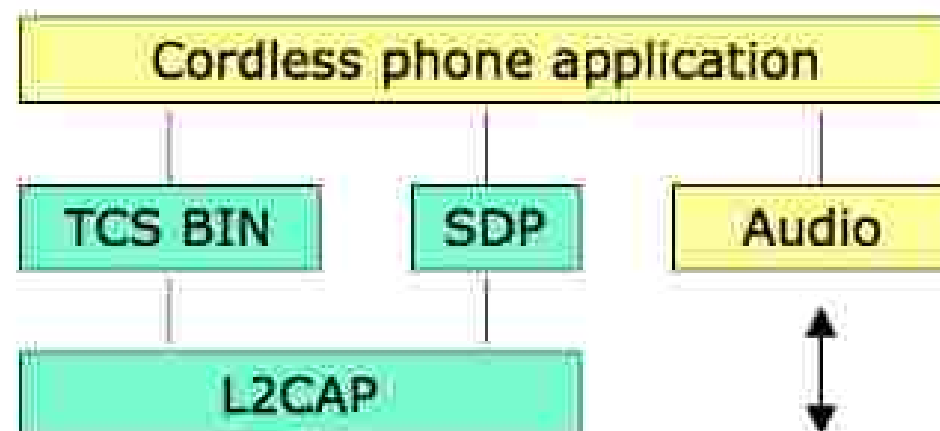 Cordless phone application
TCS BIN
SDP
Audio
L2CAP